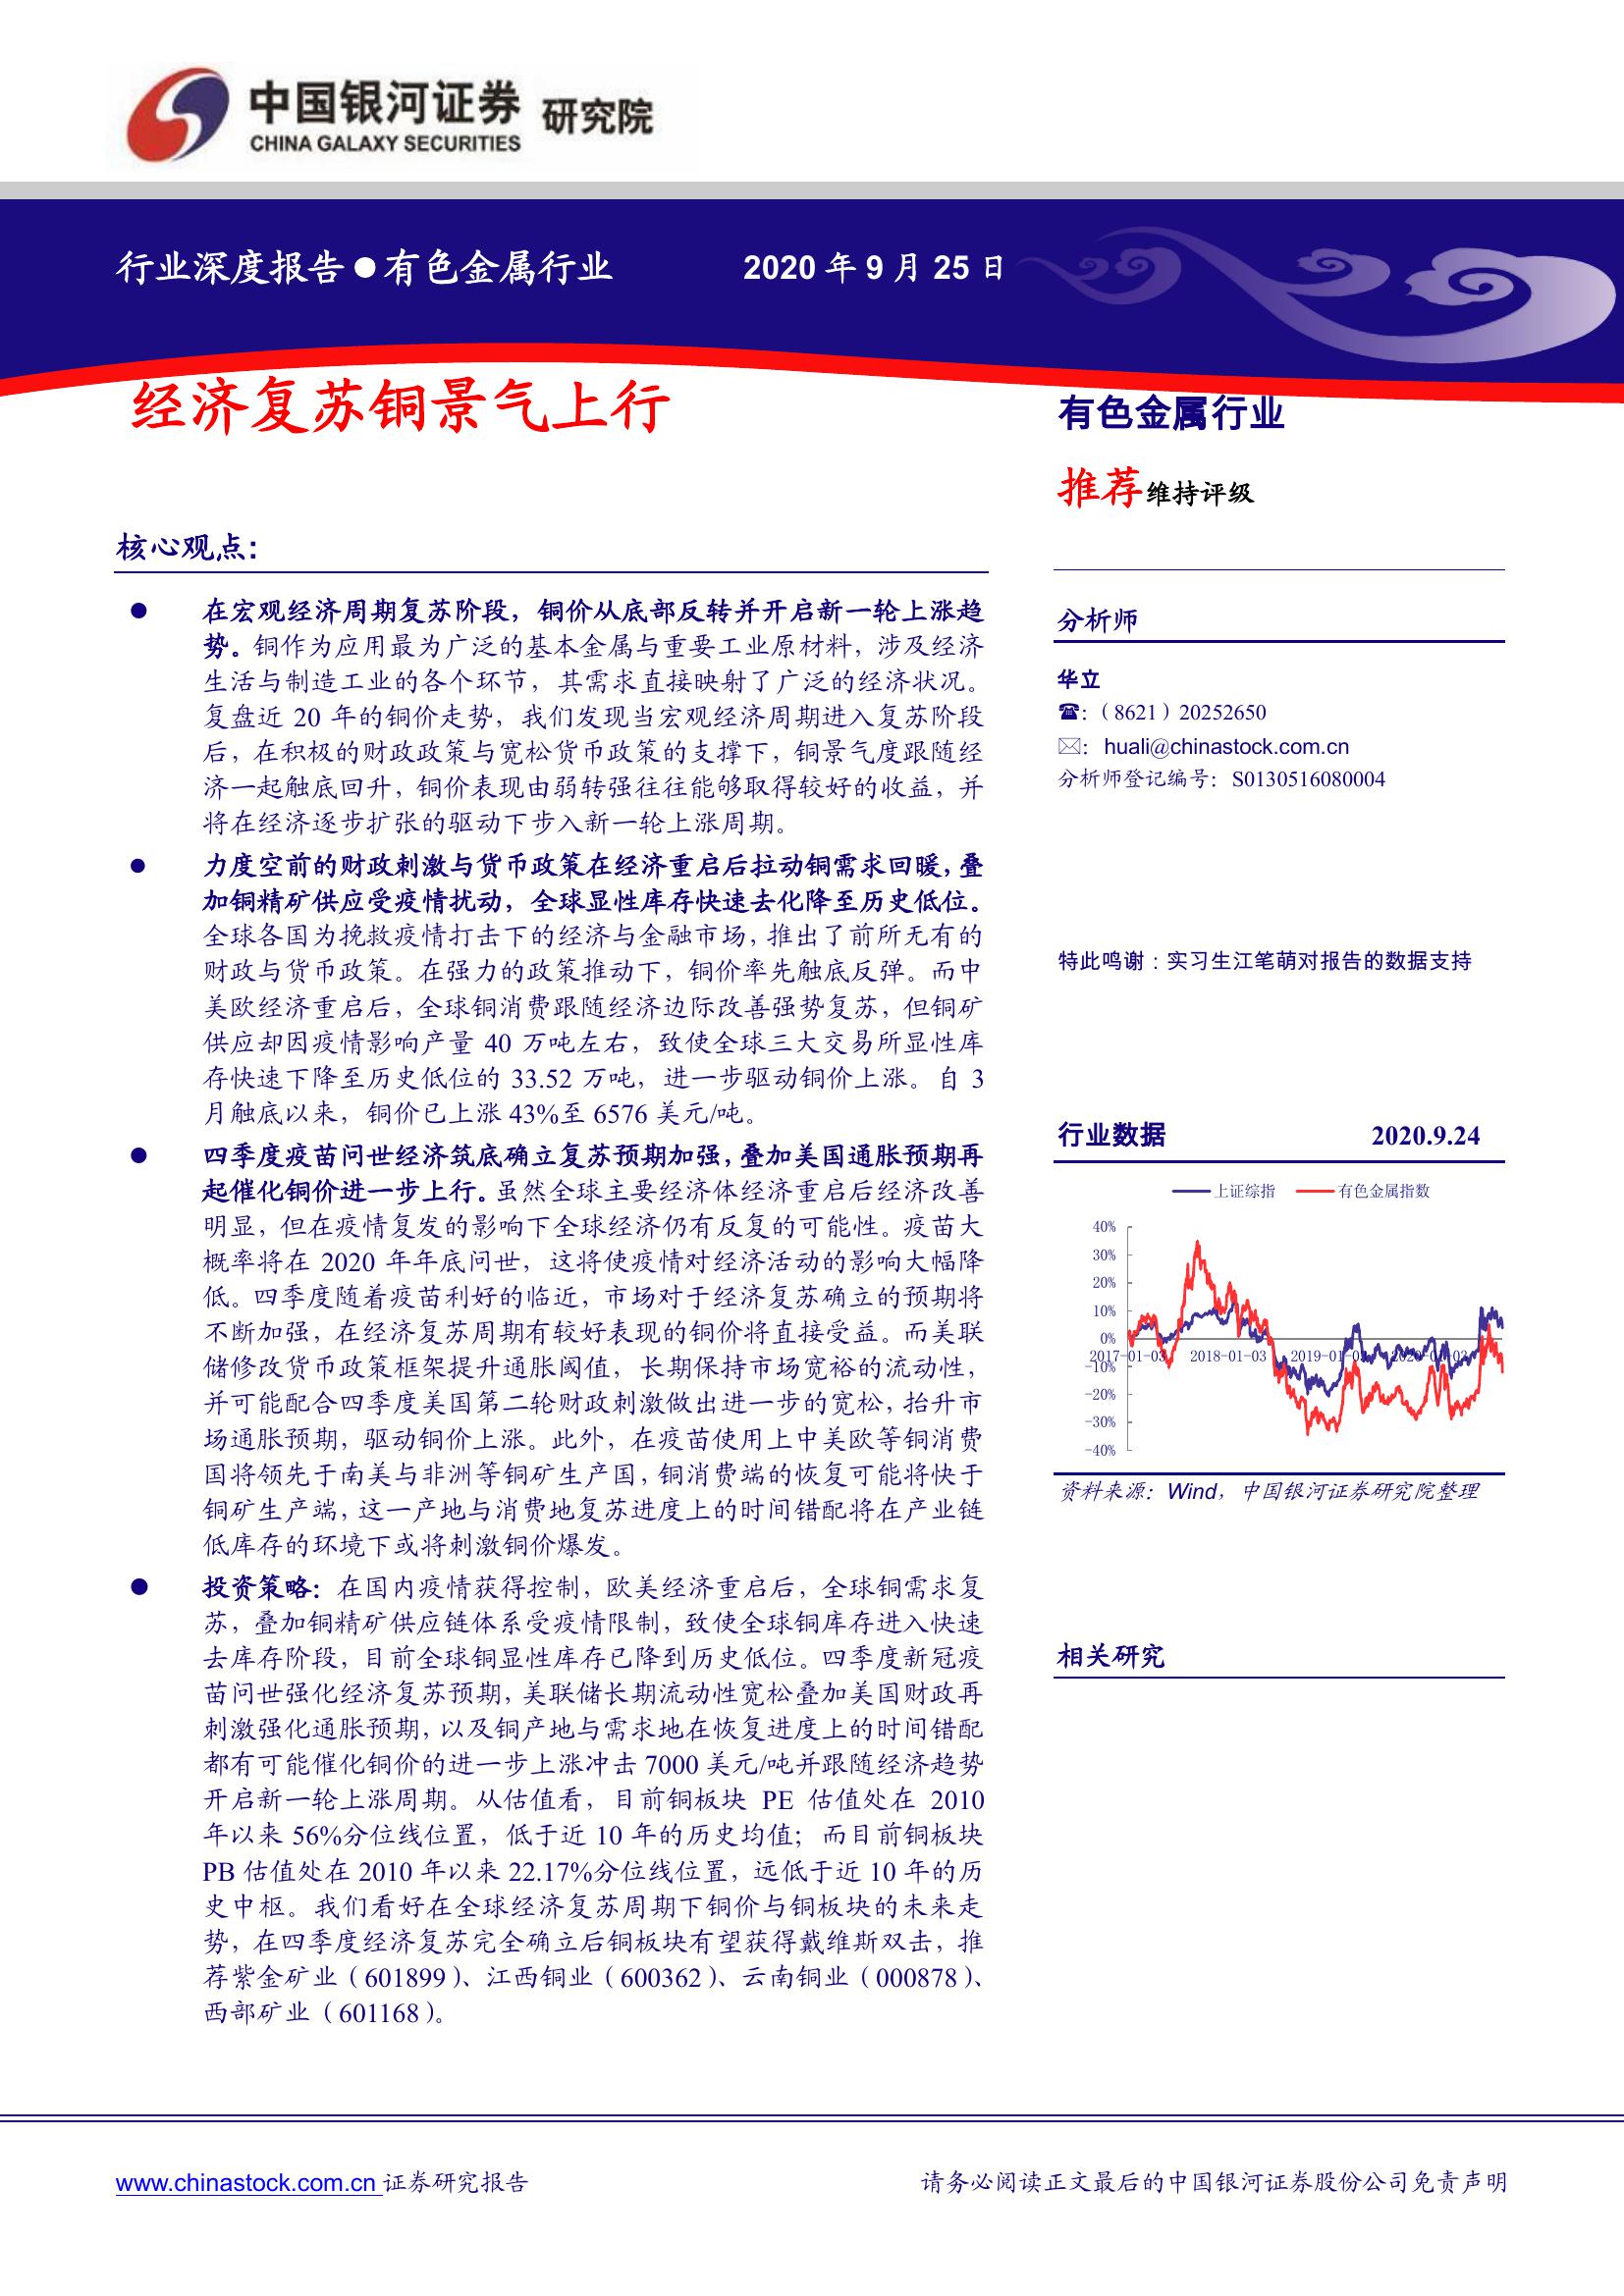 中国银河证券 研究院
CHINA GALAXY SECURITIES
行业深度报告●有色金属行业
2020 年 9 月 25 日
经济复苏铜景气上行
核心观点：
● 在宏观经济周期复苏阶段，铜价从底部反转并开启新一轮上涨趋
势。铜作为应用最为广泛的基本金属与重要工业原材料，涉及经济
生活与制造工业的各个环节，其需求直接映射了广泛的经济状况。
复盘近 20 年的铜价走势，我们发现当宏观经济周期进入复苏阶段
后，在积极的财政政策与宽松货币政策的支撑下，铜景气度跟随经
济一起触底回升，铜价表现由弱转强往往能够取得较好的收益，并
将在经济逐步扩张的驱动下步入新一轮上涨周期。
● 力度空前的财政刺激与货币政策在经济重启后拉动铜需求回暖，叠
加铜精矿供应受疫情扰动，全球显性库存快速去化降至历史低位。
全球各国为挽救疫情打击下的经济与金融市场，推出了前所无有的
财政与货币政策。在强力的政策推动下，铜价率先触底反弹。而中
美欧经济重启后，全球铜消费跟随经济边际改善强势复苏，但铜矿
供应却因疫情影响产量 40 万吨左右，致使全球三大交易所显性库
存快速下降至历史低位的 33.52 万吨，进一步驱动铜价上涨。自 3
月触底以来，铜价已上涨 43%至 6576 美元/吨。
● 四季度疫苗问世经济筑底确立复苏预期加强，叠加美国通胀预期再
起催化铜价进一步上行。虽然全球主要经济体经济重启后经济改善
明显，但在疫情复发的影响下全球经济仍有反复的可能性。疫苗大
概率将在 2020 年年底问世，这将使疫情对经济活动的影响大幅降
低。四季度随着疫苗利好的临近，市场对于经济复苏确立的预期将
不断加强，在经济复苏周期有较好表现的铜价将直接受益。而美联
储修改货币政策框架提升通胀阈值，长期保持市场宽裕的流动性，
并可能配合四季度美国第二轮财政刺激做出进一步的宽松，抬升市
场通胀预期，驱动铜价上涨。此外，在疫苗使用上中美欧等铜消费
国将领先于南美与非洲等铜矿生产国，铜消费端的恢复可能将快于
铜矿生产端，这一产地与消费地复苏进度上的时间错配将在产业链
低库存的环境下或将刺激铜价爆发。
● 投资策略：在国内疫情获得控制，欧美经济重启后，全球铜需求复
苏，叠加铜精矿供应链体系受疫情限制，致使全球铜库存进入快速
去库存阶段，目前全球铜显性库存已降到历史低位。四季度新冠疫
苗问世强化经济复苏预期，美联储长期流动性宽松叠加美国财政再
刺激强化通胀预期，以及铜产地与需求地在恢复进度上的时间错配
都有可能催化铜价的进一步上涨冲击 7000 美元/吨并跟随经济趋势
开启新一轮上涨周期。从估值看，目前铜板块 PE 估值处在 2010
年以来 56%分位线位置，低于近 10 年的历史均值；而目前铜板块
PB 估值处在 2010 年以来 22.17%分位线位置，远低于近 10 年的历
史中枢。我们看好在全球经济复苏周期下铜价与铜板块的未来走
势，在四季度经济复苏完全确立后铜板块有望获得戴维斯双击，推
荐紫金矿业（601899）、江西铜业（600362）、云南铜业（000878）、
西部矿业（601168）。
有色金属行业
推荐 维持评级
分析师
华立
☎：（8621）20252650
✉：huali@chinastock.com.cn
分析师登记编号：S0130516080004
特此鸣谢：实习生江笔萌对报告的数据支持
行业数据 2020.9.24
上证综指 有色金属指数
40%
30%
20%
10%
0%
2017-01-03 2018-01-03 2019-01-03 2020-01-03
-10%
-20%
-30%
-40%
资料来源：Wind，中国银河证券研究院整理
相关研究
www.chinastock.com.cn 证券研究报告
请务必阅读正文最后的中国银河证券股份公司免责声明